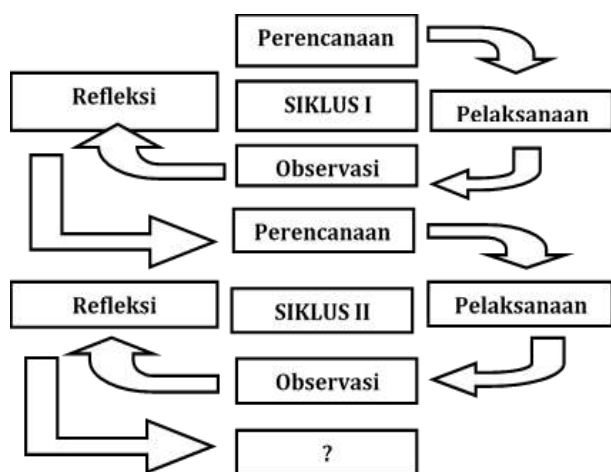 Perencanaan
Refleksi
SIKLUS I
Pelaksanaan
Observasi
Perencanaan
Refleksi
SIKLUS II
Pelaksanaan
Observasi
?